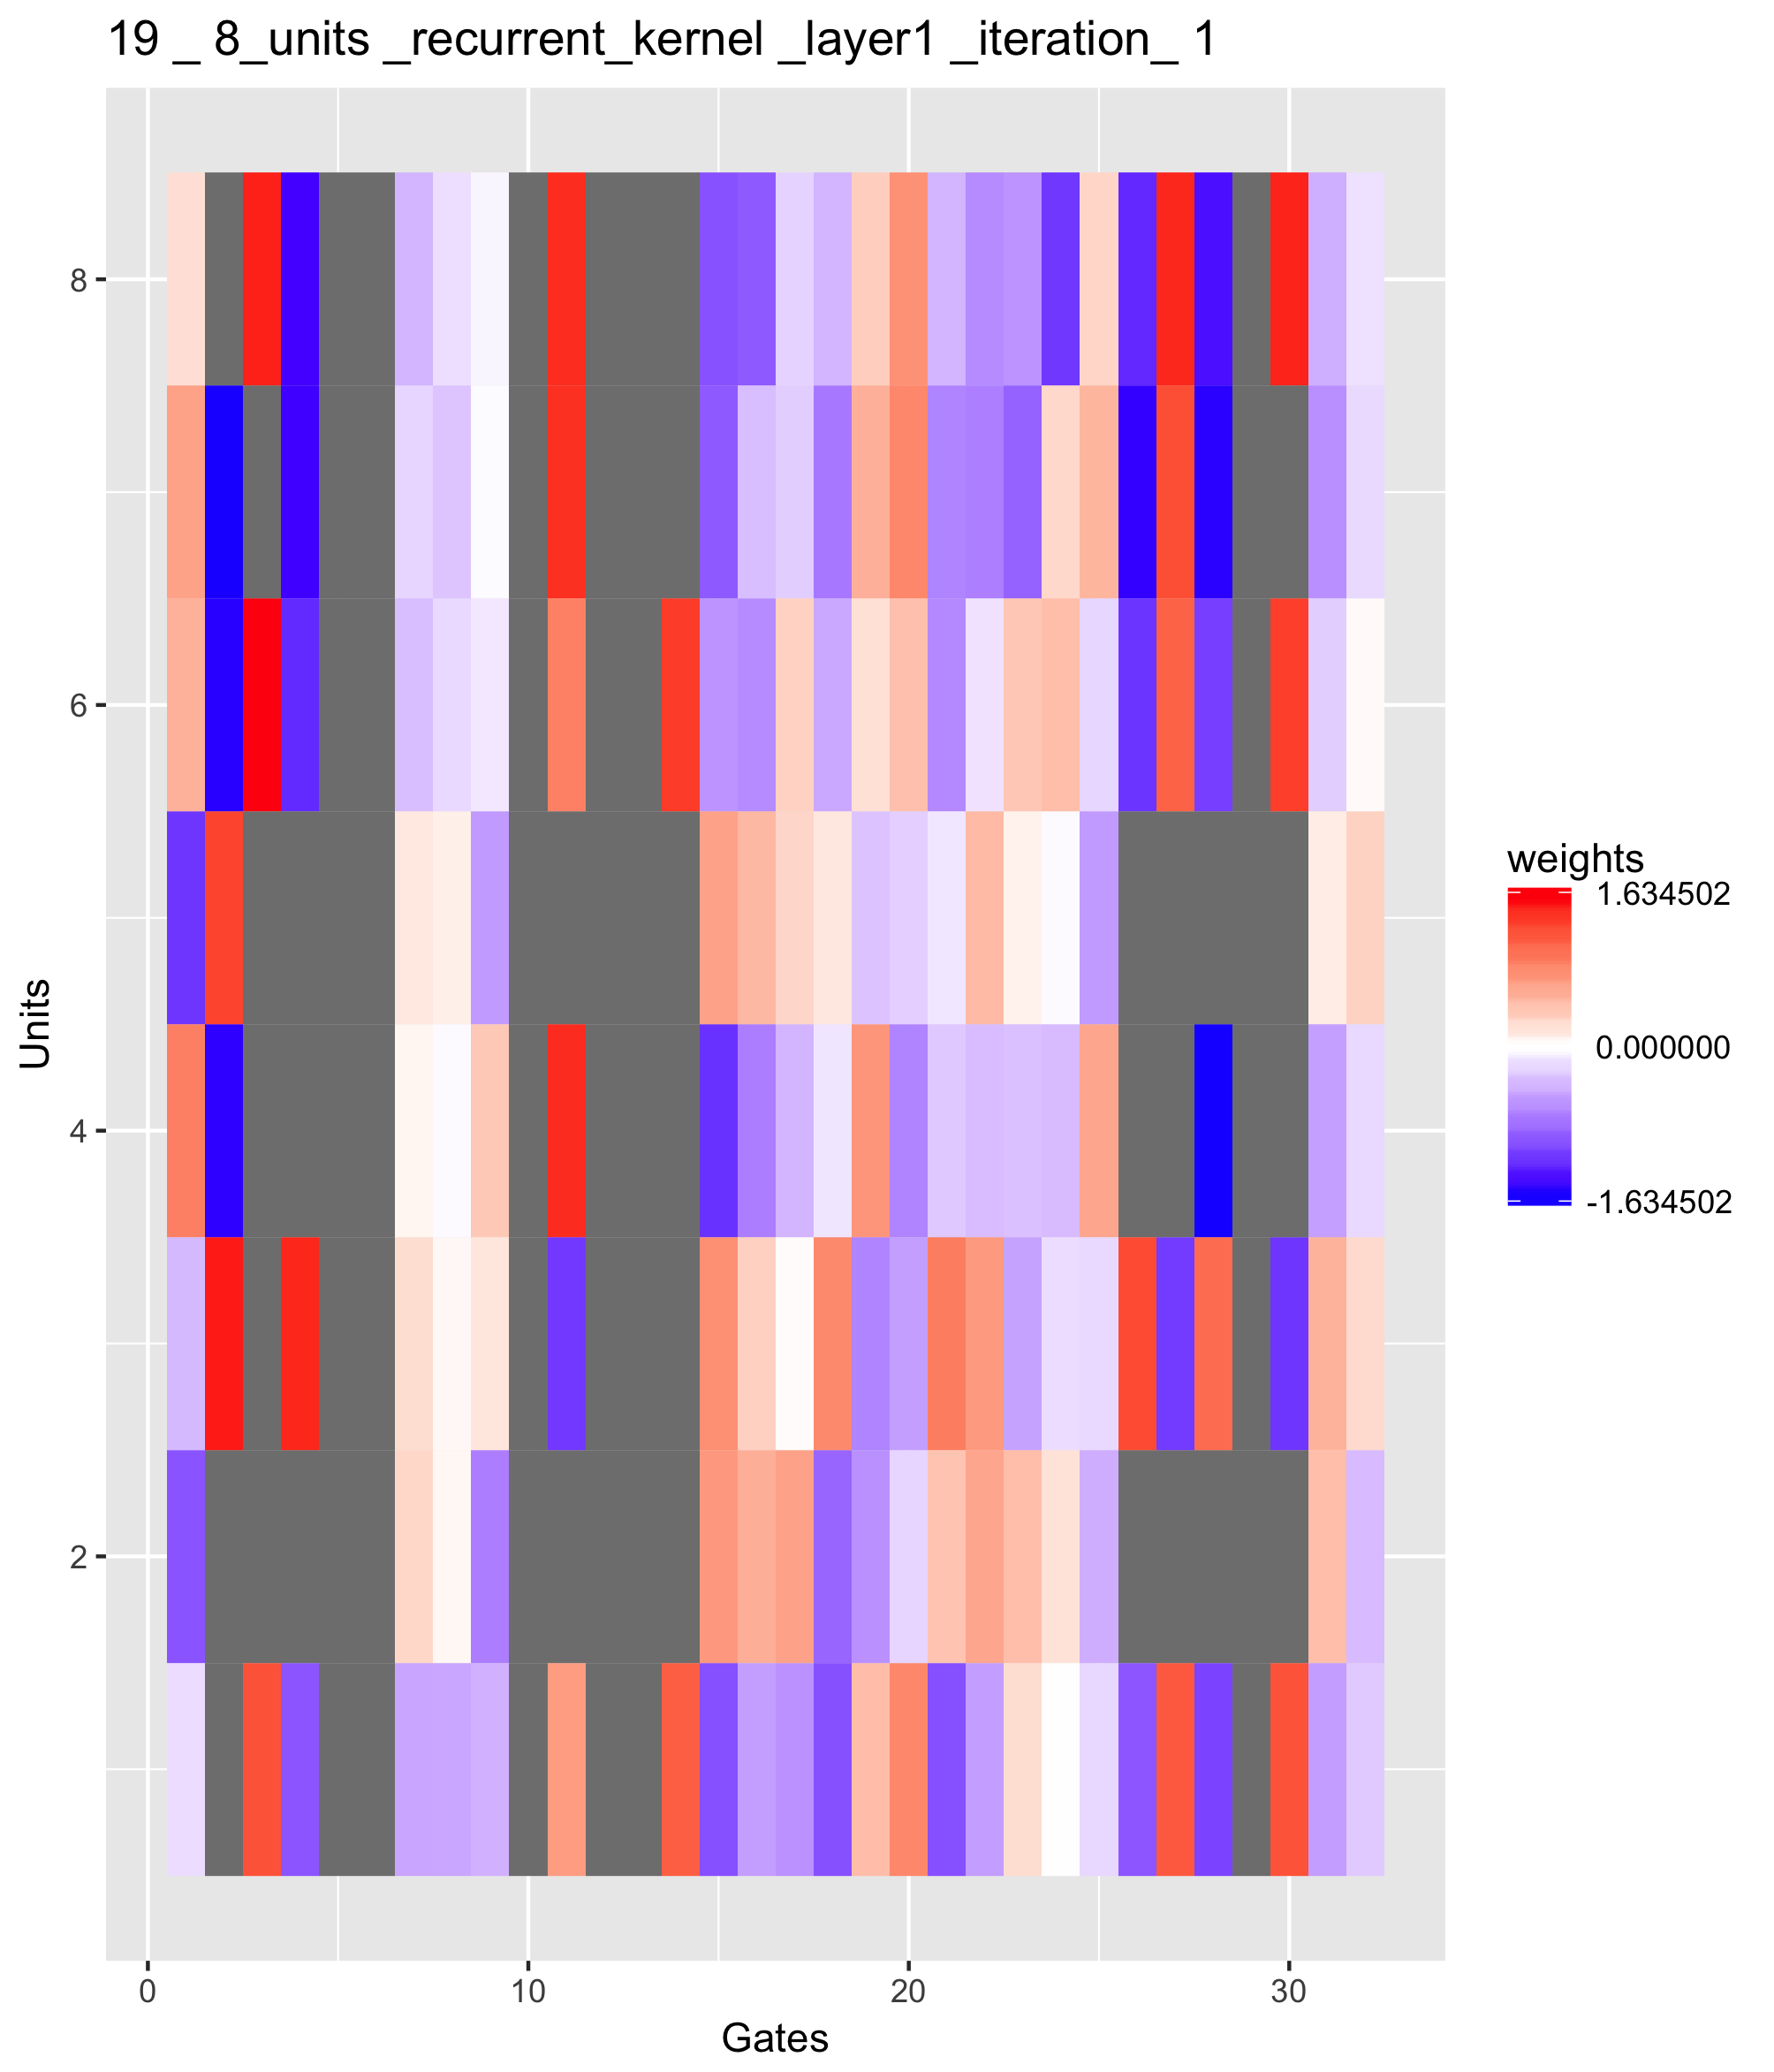 19 _ 8_units _recurrent_kernel _layer1 _iteration_ 1
8
6
4
2
Units
0 10 20 30
Gates
weights
1.634502
0.000000
-1.634502